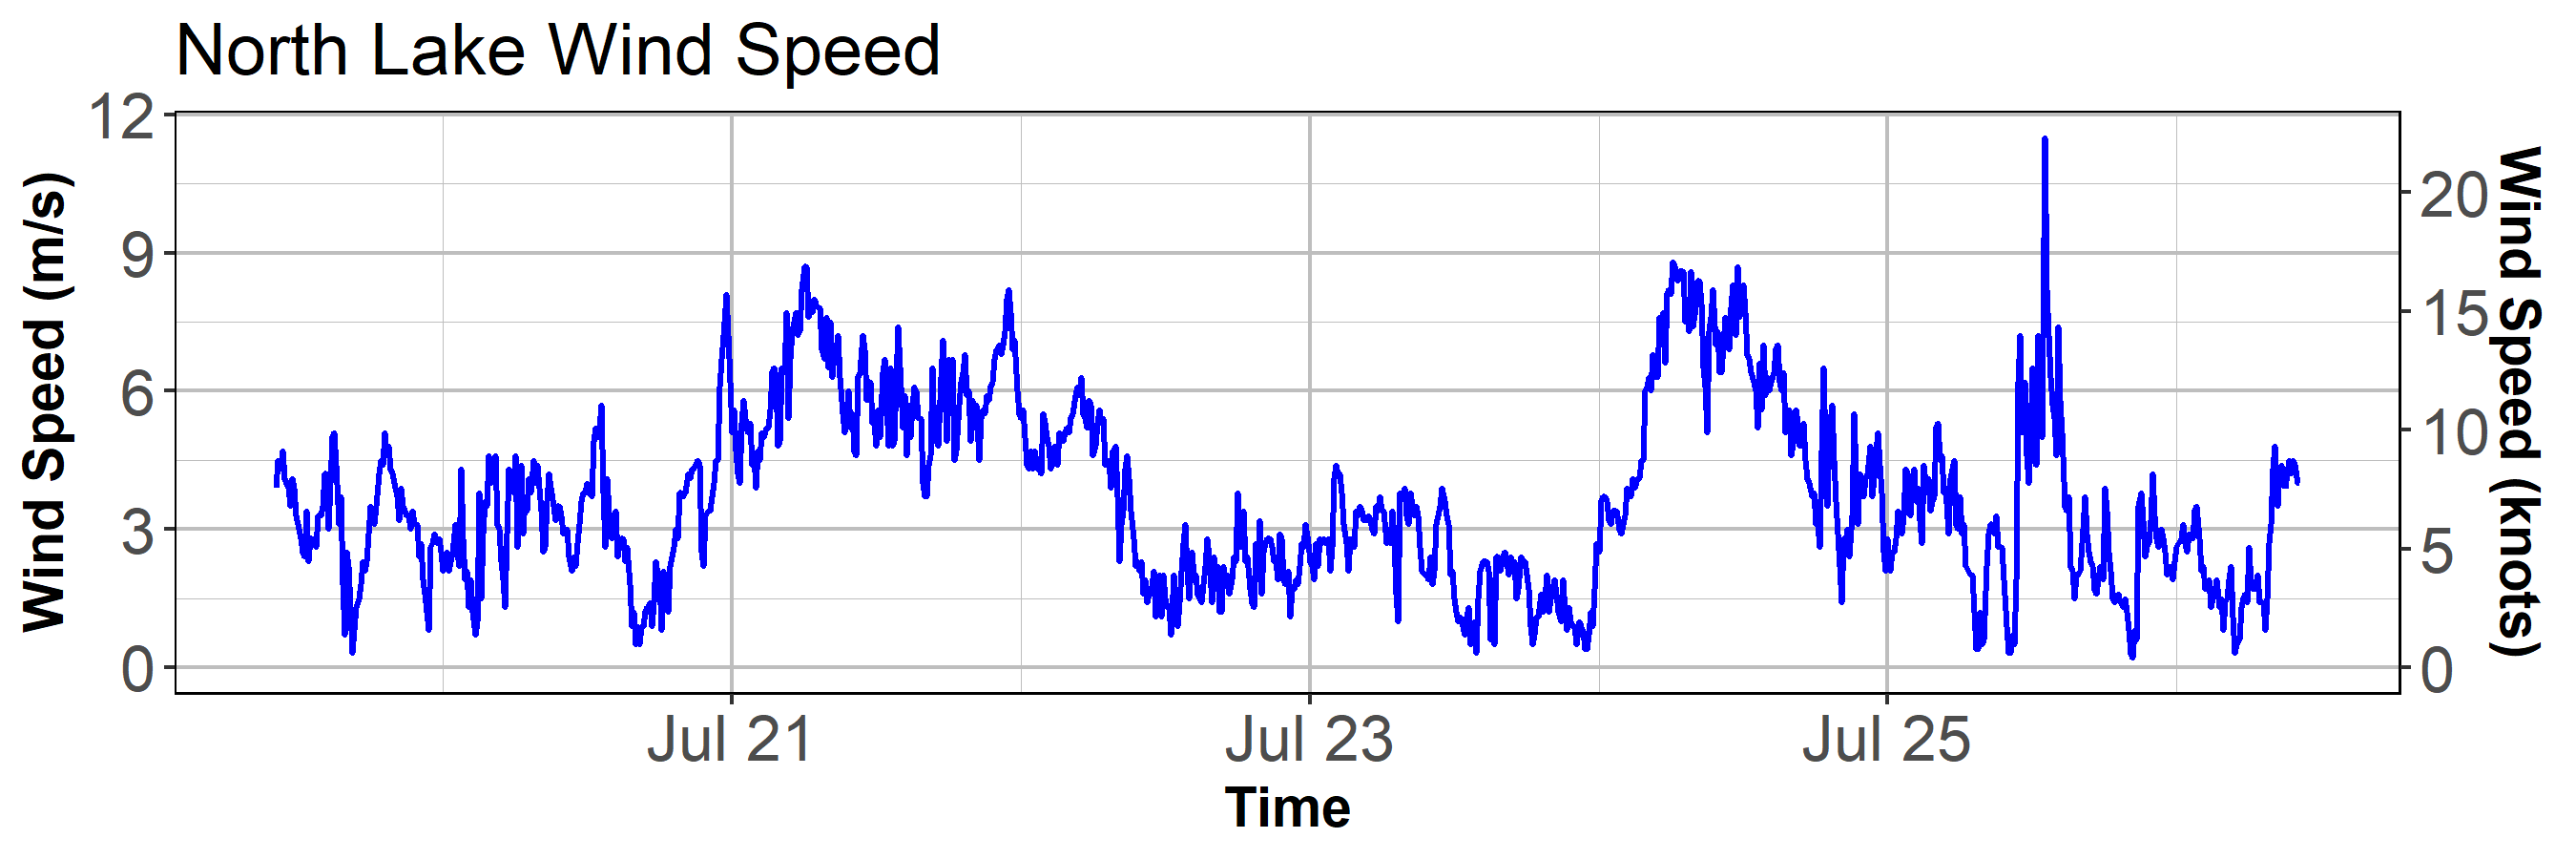 North Lake Wind Speed
Wind Speed (m/s)
12
9
6
3
0
20
15
10
5
0
Wind Speed (knots)
Jul 21
Jul 23
Jul 25
Time